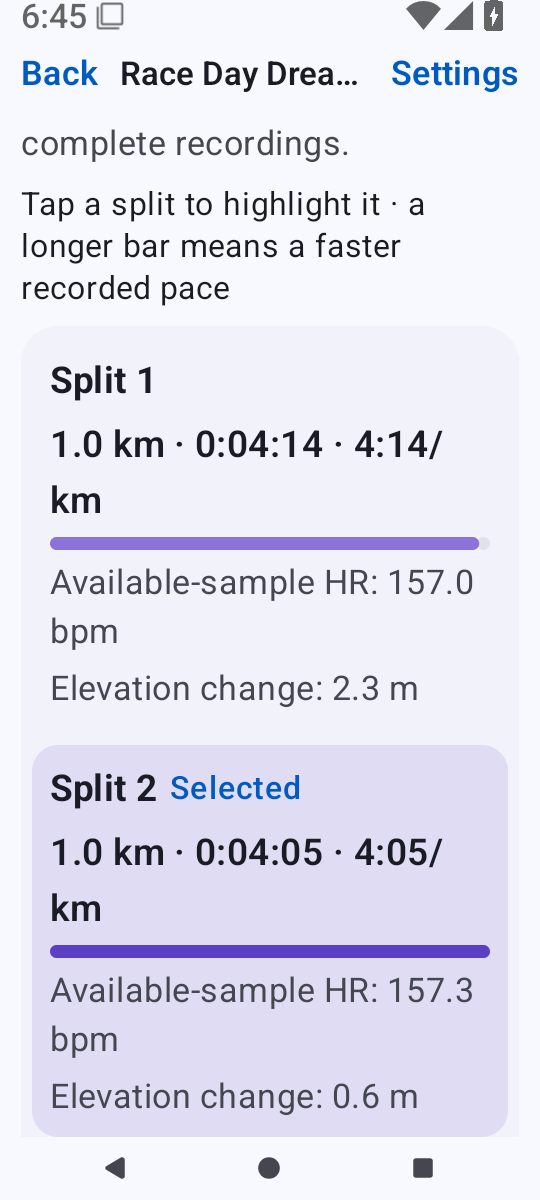 6:45
Back Race Day Drea... Settings
complete recordings.
Tap a split to highlight it · a
longer bar means a faster
recorded pace
Split 1
1.0 km · 0:04:14 · 4:14/
km
Available-sample HR: 157.0
bpm
Elevation change: 2.3 m
Split 2 Selected
1.0 km · 0:04:05 · 4:05/
km
Available-sample HR: 157.3
bpm
Elevation change: 0.6 m